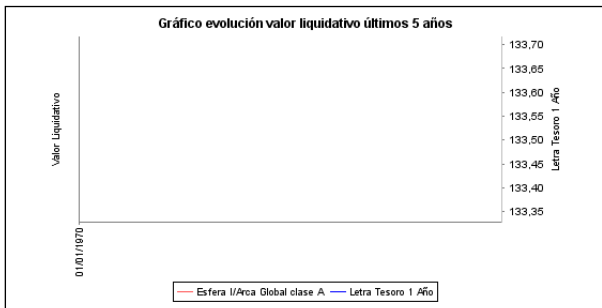 Gráfico evolución valor liquidativo últimos 5 años
Valor Liquidativo
133,70
133,65
133,60
133,55
133,50
133,45
133,40
133,35
Letra Tesoro 1 Año
01/01/1970
Esfera I/Arca Global clase A
Letra Tesoro 1 Año